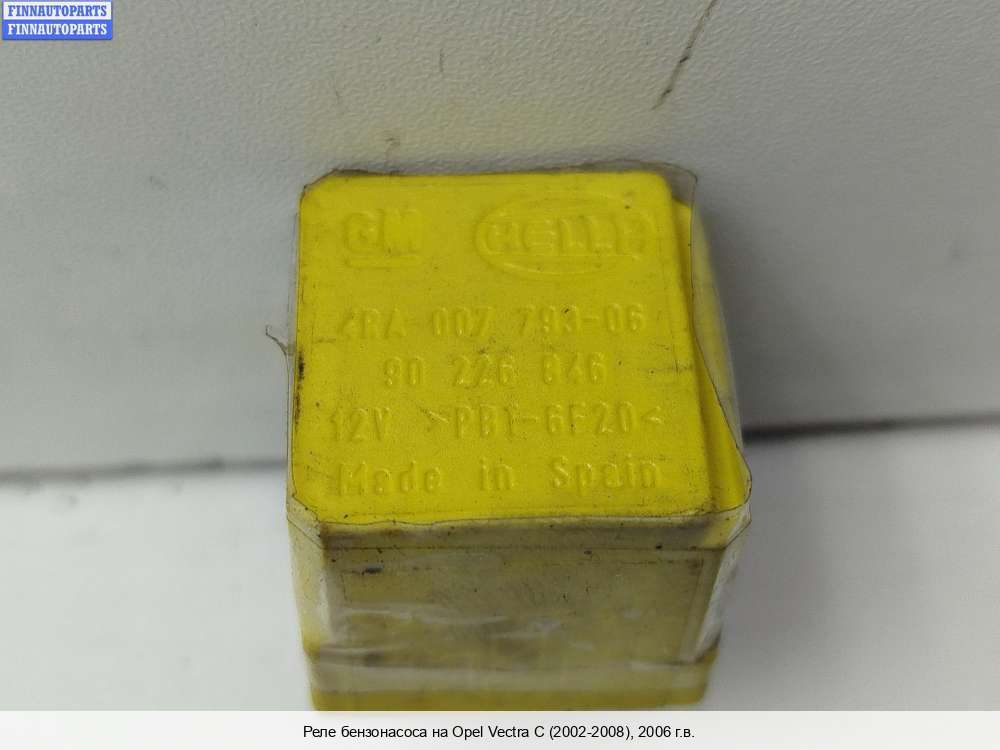 FINNAUTOPARTS
FINNAUTOPARTS
GM HELLA
4RA 007 793-06
90 226 846
12V >PBT-GF20<
Made in Spain
Реле бензонасоса на Opel Vectra C (2002-2008), 2006 г.в.